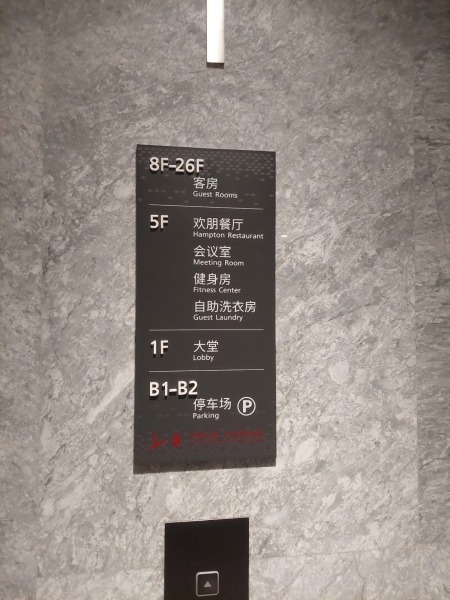 8F-26F
客房
Guest Rooms
5F
欢朋餐厅
Hampton Restaurant
会议室
Meeting Room
健身房
Fitness Center
自助洗衣房
Guest Laundry
1F
大堂
Lobby
B1-B2
停车场
Parking
P